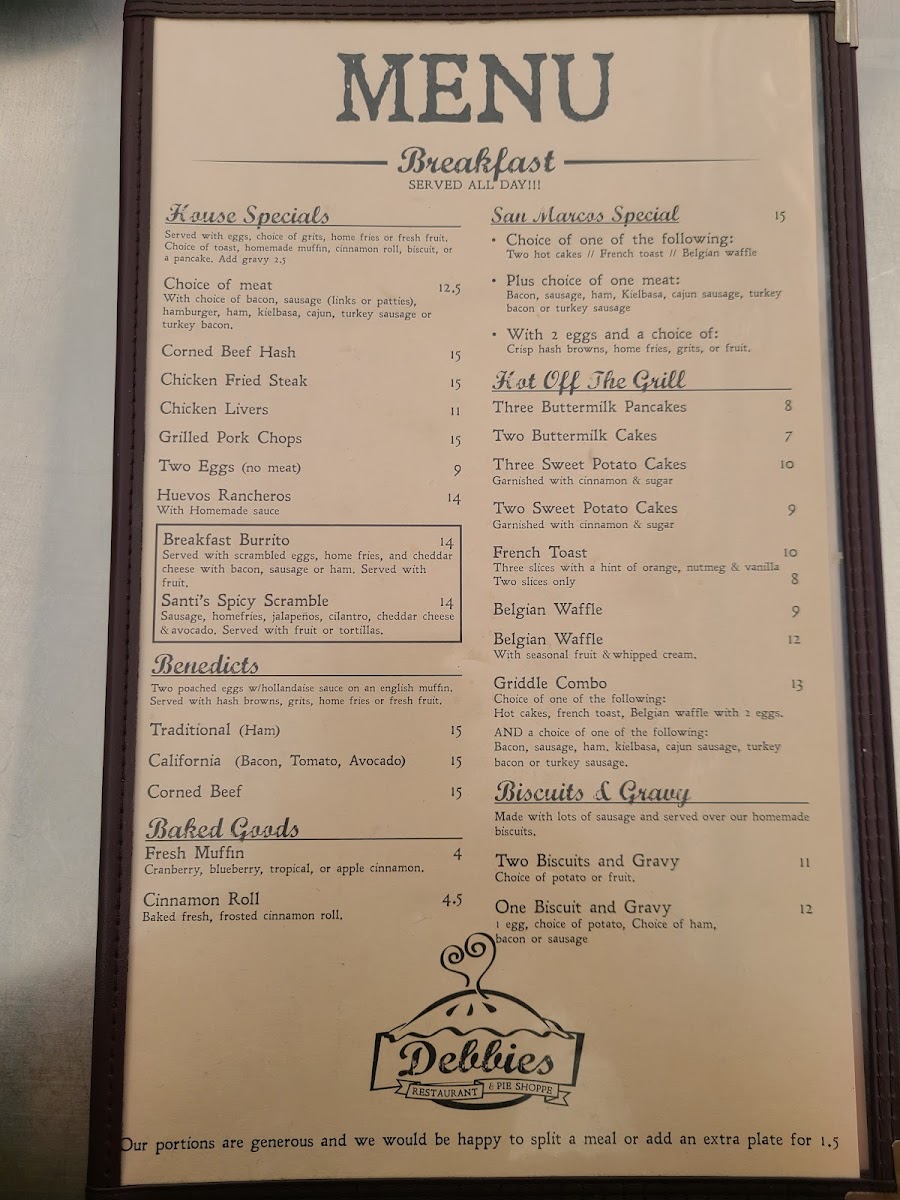 MENU
Breakfast
SERVED ALL DAY!!!
House Specials
Served with eggs, choice of grits, home fries or fresh fruit.
Choice of toast, homemade muffin, cinnamon roll, biscuit, or
a pancake. Add gravy 2.5
Choice of meat 12.5
With choice of bacon, sausage (links or patties),
hamburger, ham, kielbasa, cajun, turkey sausage or
turkey bacon.
Corned Beef Hash 15
Chicken Fried Steak 15
Chicken Livers 11
Grilled Pork Chops 15
Two Eggs (no meat) 9
Huevos Rancheros 14
With Homemade sauce
Breakfast Burrito 14
Served with scrambled eggs, home fries, and cheddar
cheese with bacon, sausage or ham. Served with
fruit.
Santi's Spicy Scramble 14
Sausage, homefries, jalapeños, cilantro, cheddar cheese
& avocado. Served with fruit or tortillas.
Benedicts
Two poached eggs w/hollandaise sauce on an english muffin.
Served with hash browns, grits, home fries or fresh fruit.
Traditional (Ham) 15
California (Bacon, Tomato, Avocado) 15
Corned Beef 15
Baked Goods
Fresh Muffin 4
Cranberry, blueberry, tropical, or apple cinnamon.
Cinnamon Roll 4.5
Baked fresh, frosted cinnamon roll.
San Marcos Special 15
• Choice of one of the following:
Two hot cakes // French toast // Belgian waffle
• Plus choice of one meat:
Bacon, sausage, ham, Kielbasa, cajun sausage, turkey
bacon or turkey sausage
• With 2 eggs and a choice of:
Crisp hash browns, home fries, grits, or fruit.
Hot Off The Grill
Three Buttermilk Pancakes 8
Two Buttermilk Cakes 7
Three Sweet Potato Cakes 10
Garnished with cinnamon & sugar
Two Sweet Potato Cakes 9
Garnished with cinnamon & sugar
French Toast 10
Three slices with a hint of orange, nutmeg & vanilla
Two slices only 8
Belgian Waffle 9
Belgian Waffle 12
With seasonal fruit & whipped cream.
Griddle Combo 13
Choice of one of the following:
Hot cakes, french toast, Belgian waffle with 2 eggs.
AND a choice of one of the following:
Bacon, sausage, ham, kielbasa, cajun sausage, turkey
bacon or turkey sausage.
Biscuits & Gravy
Made with lots of sausage and served over our homemade
biscuits.
Two Biscuits and Gravy 11
Choice of potato or fruit.
One Biscuit and Gravy 12
1 egg, choice of potato, Choice of ham,
bacon or sausage
Debbies
RESTAURANT & PIE SHOPPE
Our portions are generous and we would be happy to split a meal or add an extra plate for 1.5